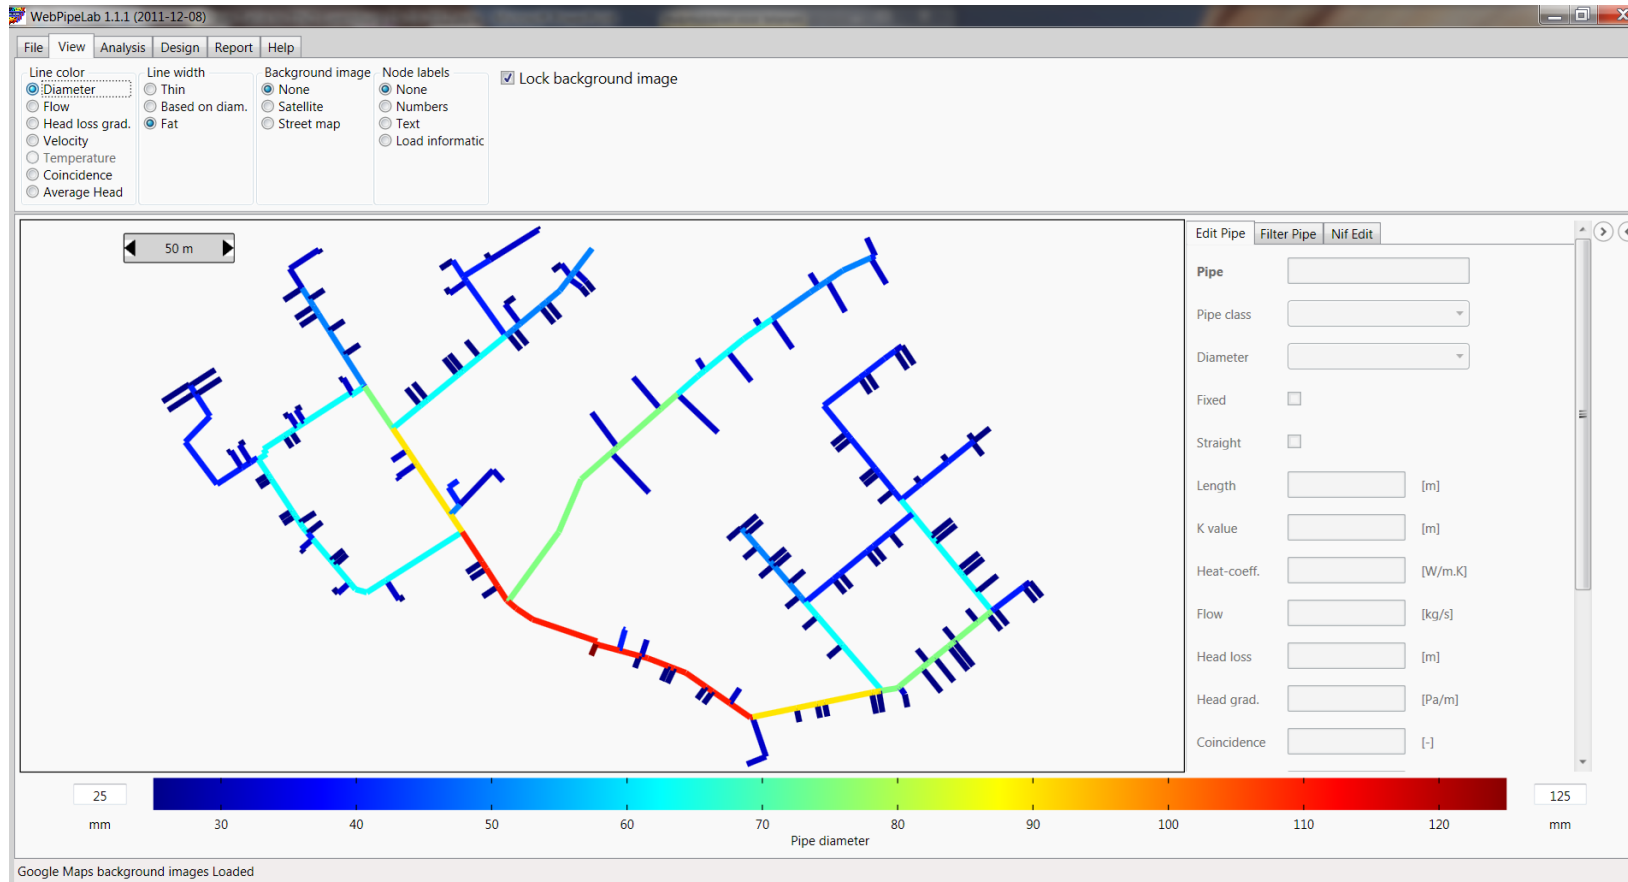 WebPipeLab 1.1.1 (2011-12-08)
File View Analysis Design Report Help
Line color Line width Background image Node labels
Diameter Thin None None Lock background image
Flow Based on diam. Satellite Numbers
Head loss grad. Fat Street map Text
Velocity Load informatic
Temperature
Coincidence
Average Head
50 m
Edit Pipe Filter Pipe Nif Edit
Pipe
Pipe class
Diameter
Fixed
Straight
Length [m]
K value [m]
Heat-coeff. [W/m.K]
Flow [kg/s]
Head loss [m]
Head grad. [Pa/m]
Coincidence [-]
25 125
mm 30 40 50 60 70 80 90 100 110 120 mm
Pipe diameter
Google Maps background images Loaded